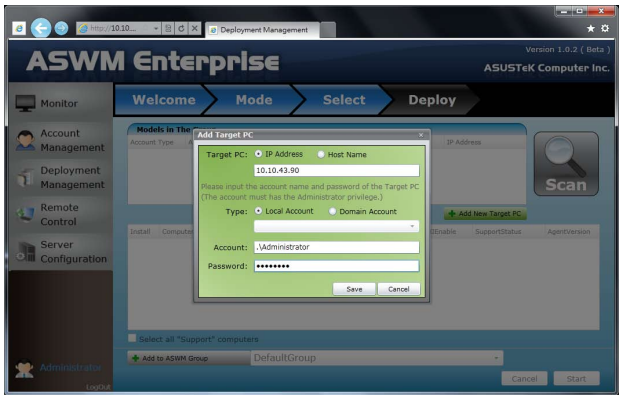 http://10.10....
Deployment Management
Version 1.0.2 ( Beta )
ASWM Enterprise
ASUSTeK Computer Inc.
Monitor
Account Management
Deployment Management
Remote Control
Server Configuration
Administrator
LogOut
Welcome
Mode
Select
Deploy
Models in The
Account Type
IP Address
Scan
Add New Target PC
Install
Computer
SupportStatus
AgentVersion
Add Target PC
Target PC:
IP Address
Host Name
10.10.43.90
Please input the account name and password of the Target PC
(The account must has the Administrator privilege.)
Type:
Local Account
Domain Account
Account:
.\Administrator
Password:
••••••••
Save
Cancel
Select all "Support" computers
Add to ASWM Group
DefaultGroup
Cancel
Start